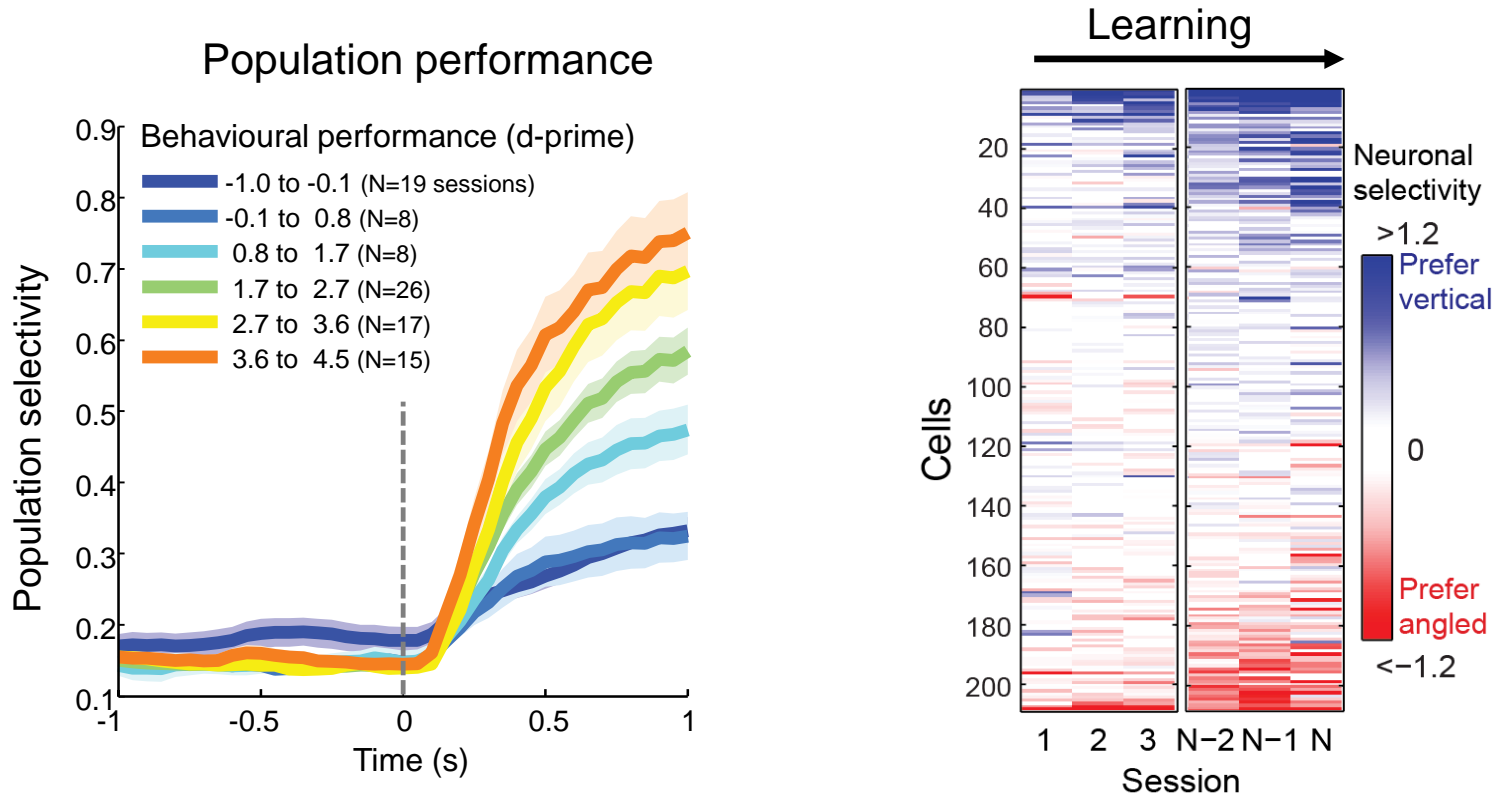 Population performance
Population selectivity
0.9
0.8
0.7
0.6
0.5
0.4
0.3
0.2
0.1
Behavioural performance (d-prime)
-1.0 to -0.1 (N=19 sessions)
-0.1 to 0.8 (N=8)
0.8 to 1.7 (N=8)
1.7 to 2.7 (N=26)
2.7 to 3.6 (N=17)
3.6 to 4.5 (N=15)
-1 -0.5 0 0.5 1
Time (s)
Learning
Cells
20
40
60
80
100
120
140
160
180
200
1 2 3 N−2 N−1 N
Session
Neuronal
selectivity
>1.2
Prefer
vertical
0
Prefer
angled
<−1.2